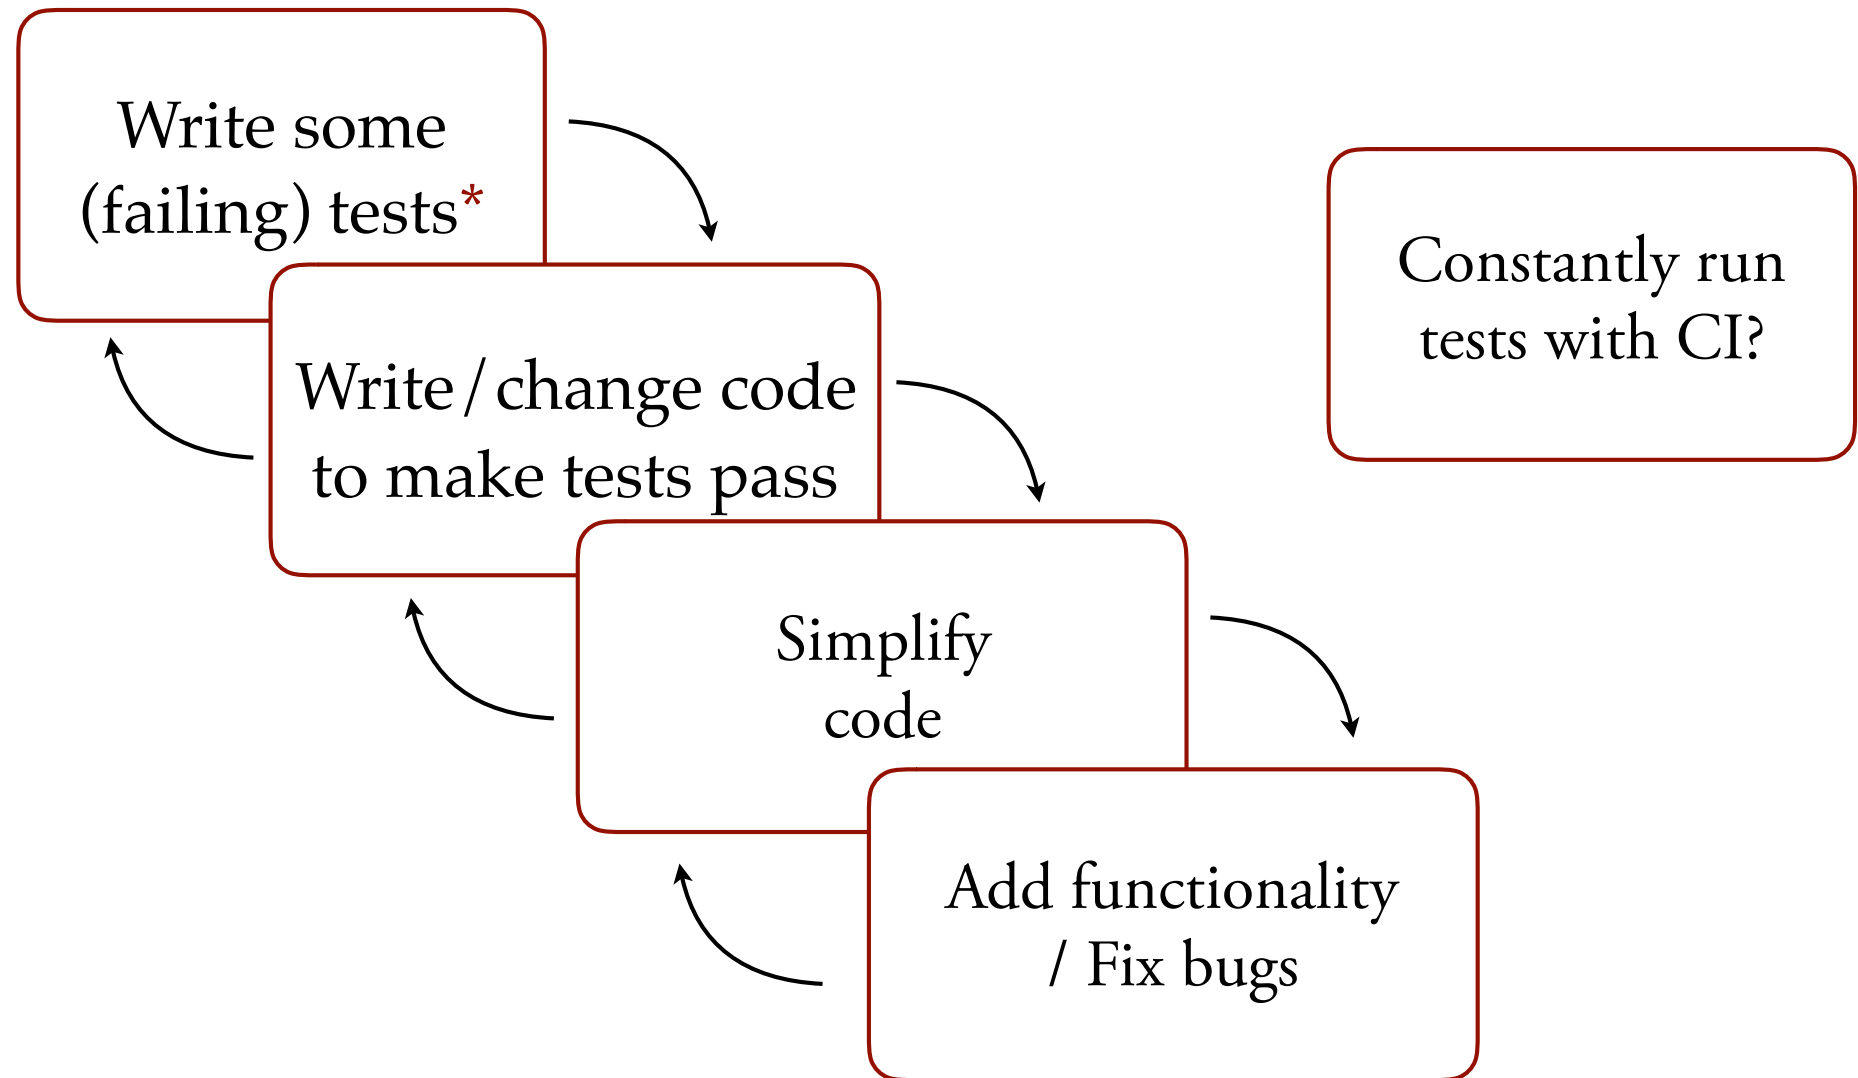 Write some
(failing) tests*
Constantly run
tests with CI?
Write/change code
to make tests pass
Simplify
code
Add functionality
/ Fix bugs